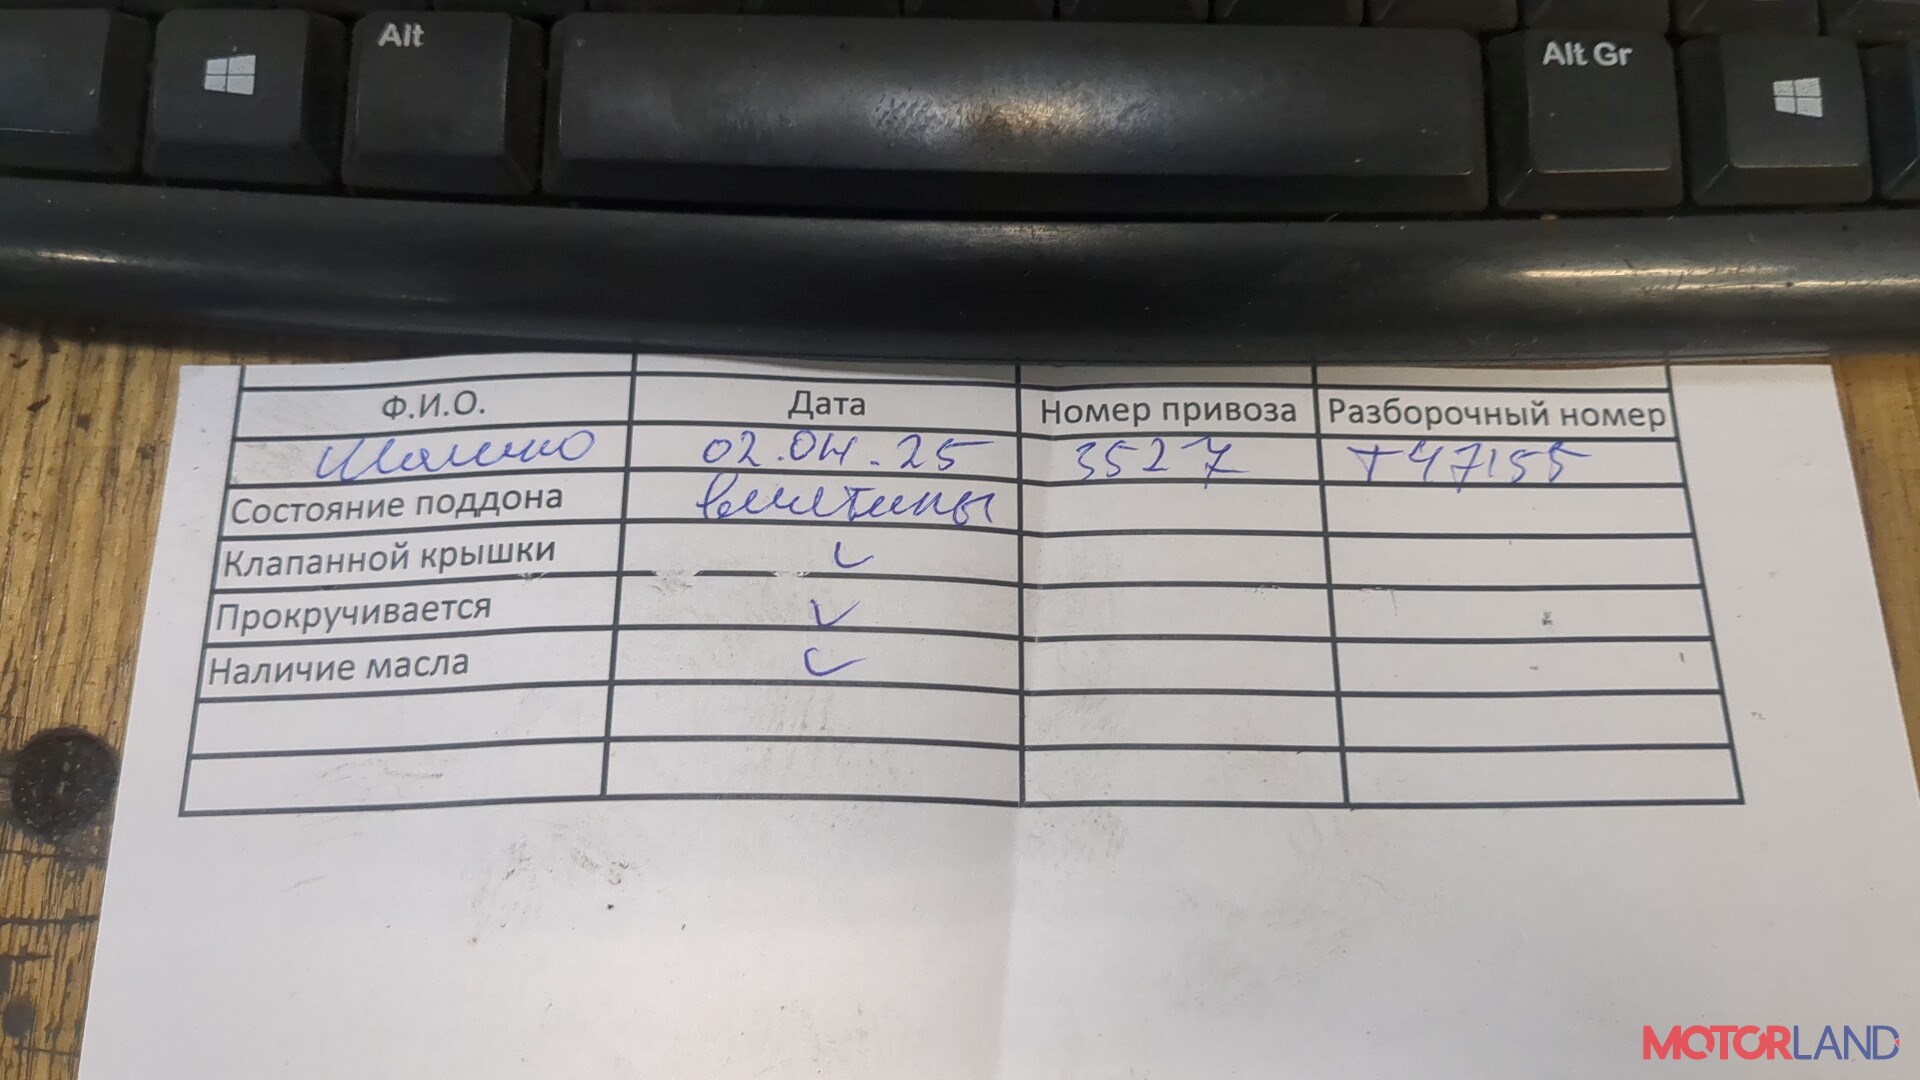 Alt Alt Gr
Ф.И.О. Дата Номер привоза Разборочный номер
02.04.25 3527 Т47155
Состояние поддона вмятины
Клапанной крышки ✓
Прокручивается ✓
Наличие масла ✓
MOTORLAND